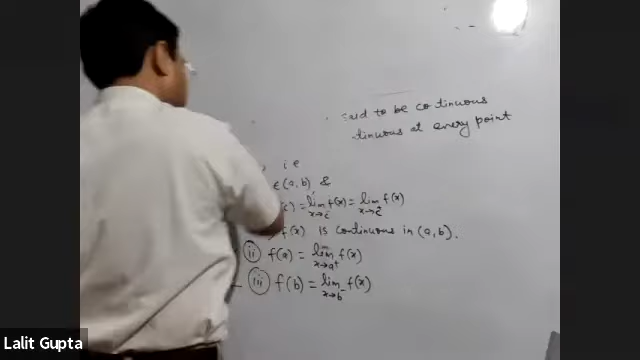 said to be continuous
tinuous at every point
, i e
∈(a, b) &
c) = lim f(x) = lim f(x)
x→c x→c
f(x) is continuous in (a, b).
(ii) f(a) = lim f(x)
x→a⁺
(iii) f(b) = lim f(x)
x→b⁻
Lalit Gupta